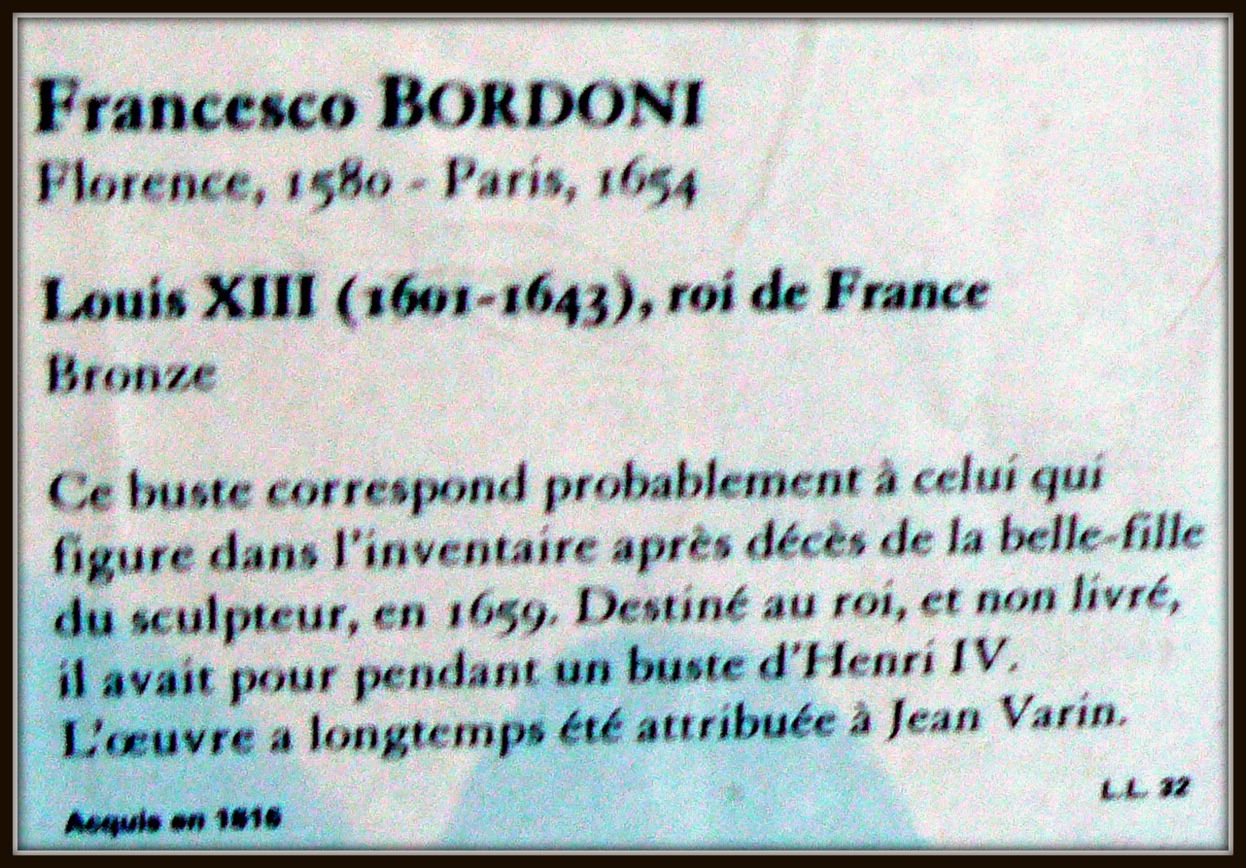 Francesco BORDONI
Florence, 1580 - Paris, 1654
Louis XIII (1601-1643), roi de France
Bronze
Ce buste correspond probablement à celui qui
figure dans l'inventaire après décès de la belle-fille
du sculpteur, en 1659. Destiné au roi, et non livré,
il avait pour pendant un buste d'Henri IV.
L'œuvre a longtemps été attribuée à Jean Varin.
L.L. 32
Acquis en 1816